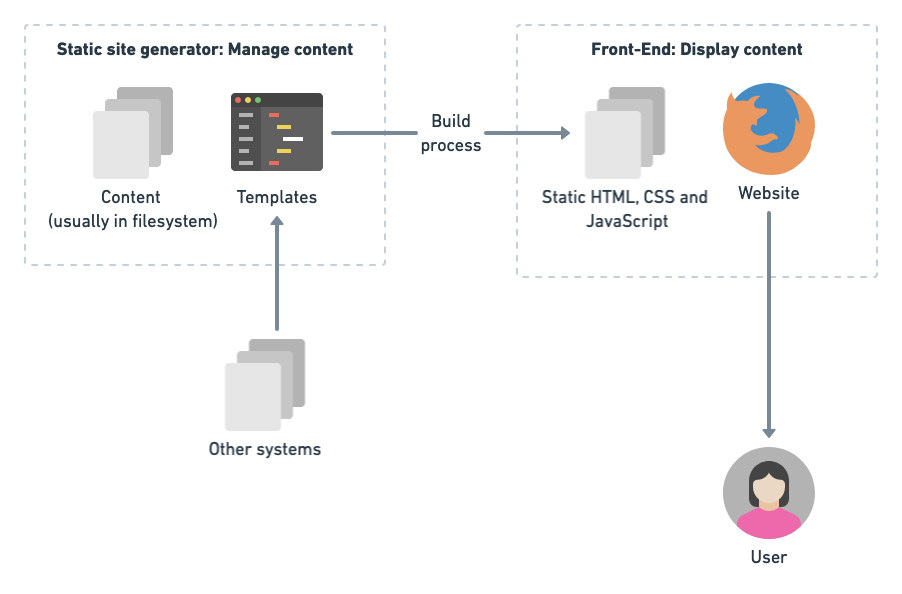 Static site generator: Manage content
Content
(usually in filesystem)
Templates
Build
process
Front-End: Display content
Static HTML, CSS and
JavaScript
Website
Other systems
User